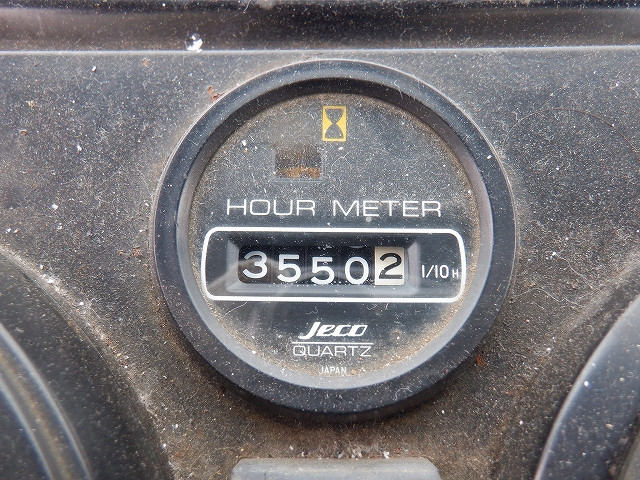 HOUR METER
35502 1/10H
Jeco
QUARTZ
JAPAN